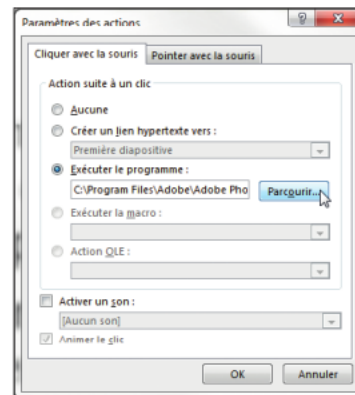 Paramètres des actions
Cliquer avec la souris
Pointer avec la souris
Action suite à un clic
Aucune
Créer un lien hypertexte vers :
Première diapositive
Exécuter le programme :
C:\Program Files\Adobe\Adobe Pho
Parcourir...
Exécuter la macro :
Action OLE :
Activer un son :
[Aucun son]
Animer le clic
OK
Annuler